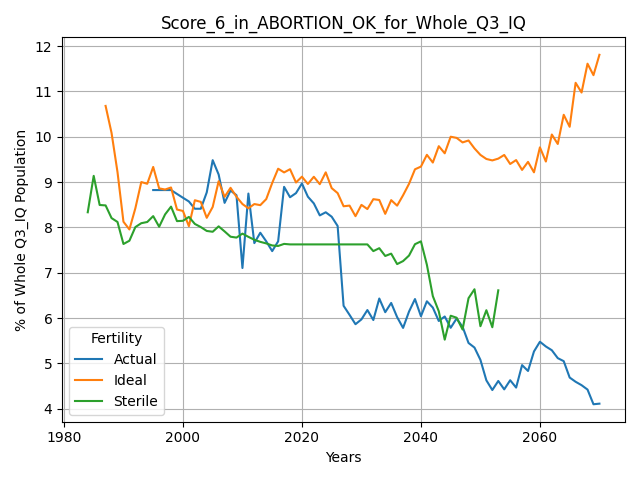 Score_6_in_ABORTION_OK_for_Whole_Q3_IQ
% of Whole Q3_IQ Population
12
11
10
9
8
7
6
5
4
Fertility
Actual
Ideal
Sterile
1980 2000 2020 2040 2060
Years